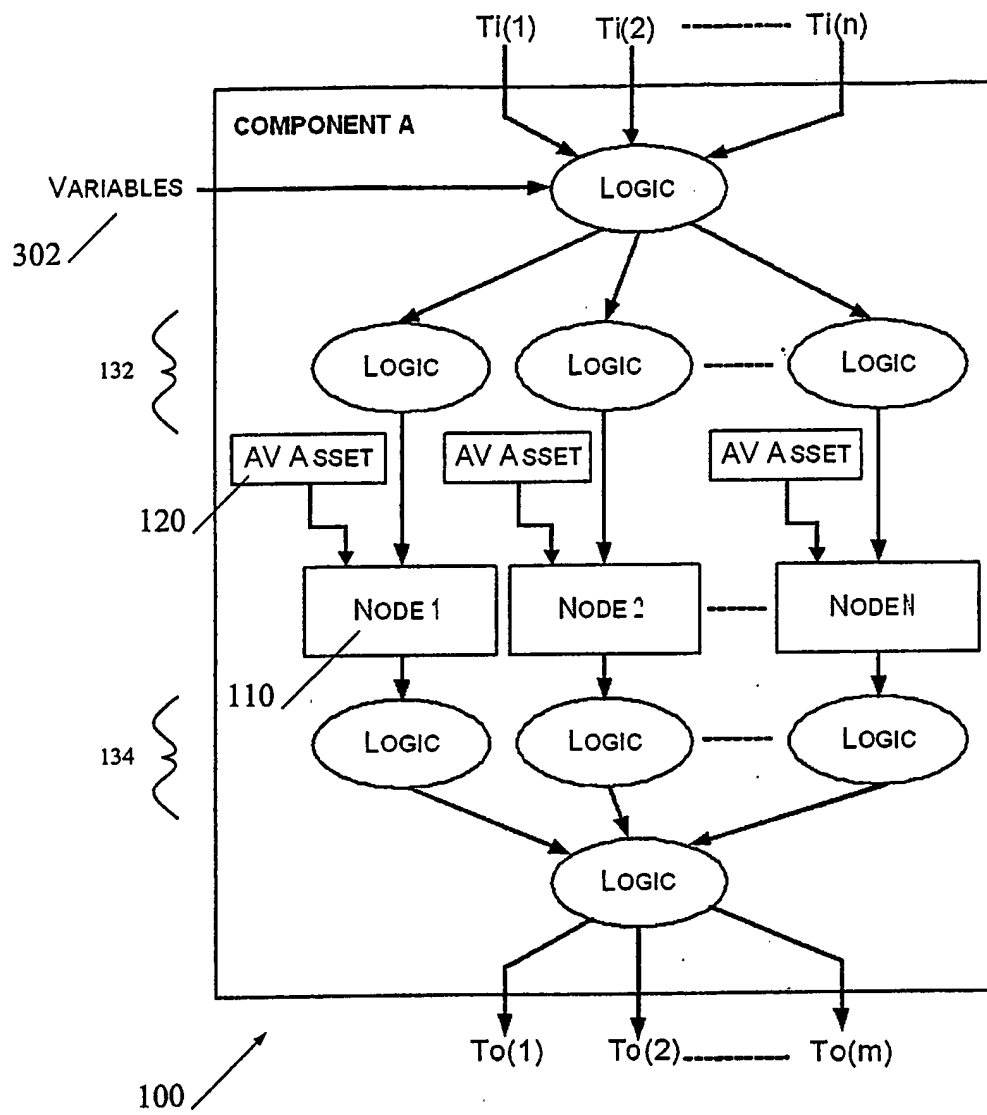 Ti(1) Ti(2) Ti(n)
COMPONENT A
VARIABLES
LOGIC
302
132
LOGIC LOGIC LOGIC
AV ASSET AV ASSET AV ASSET
120
NODE 1 NODE 2 NODE N
110
134
LOGIC LOGIC LOGIC
LOGIC
To(1) To(2) To(m)
100